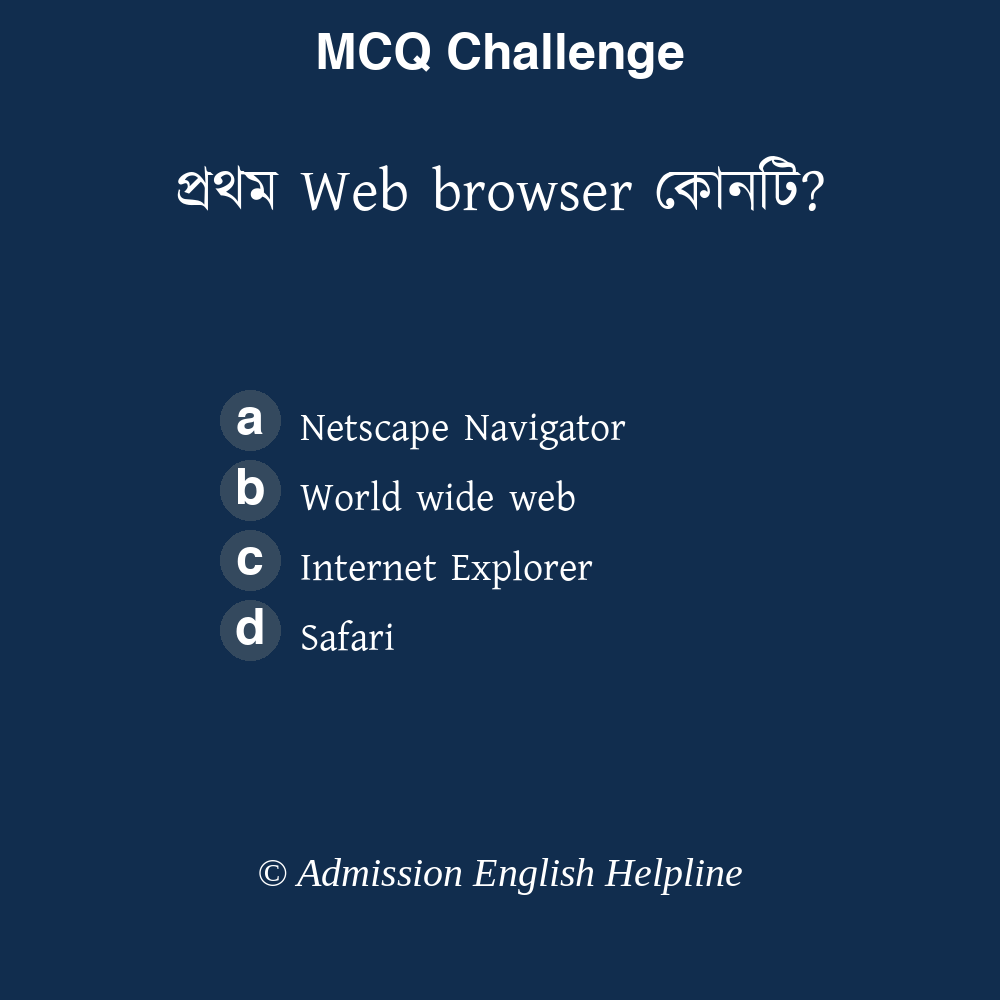 MCQ Challenge
প্রথম Web browser কোনটি?
a Netscape Navigator
b World wide web
c Internet Explorer
d Safari
© Admission English Helpline